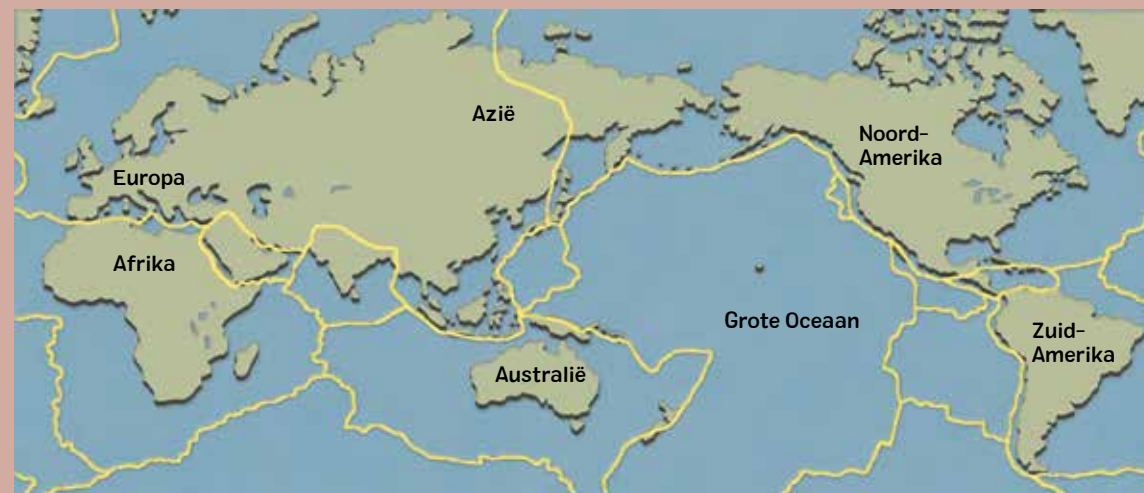 Azië
Noord-
Amerika
Europa
Afrika
Grote Oceaan
Zuid-
Amerika
Australië